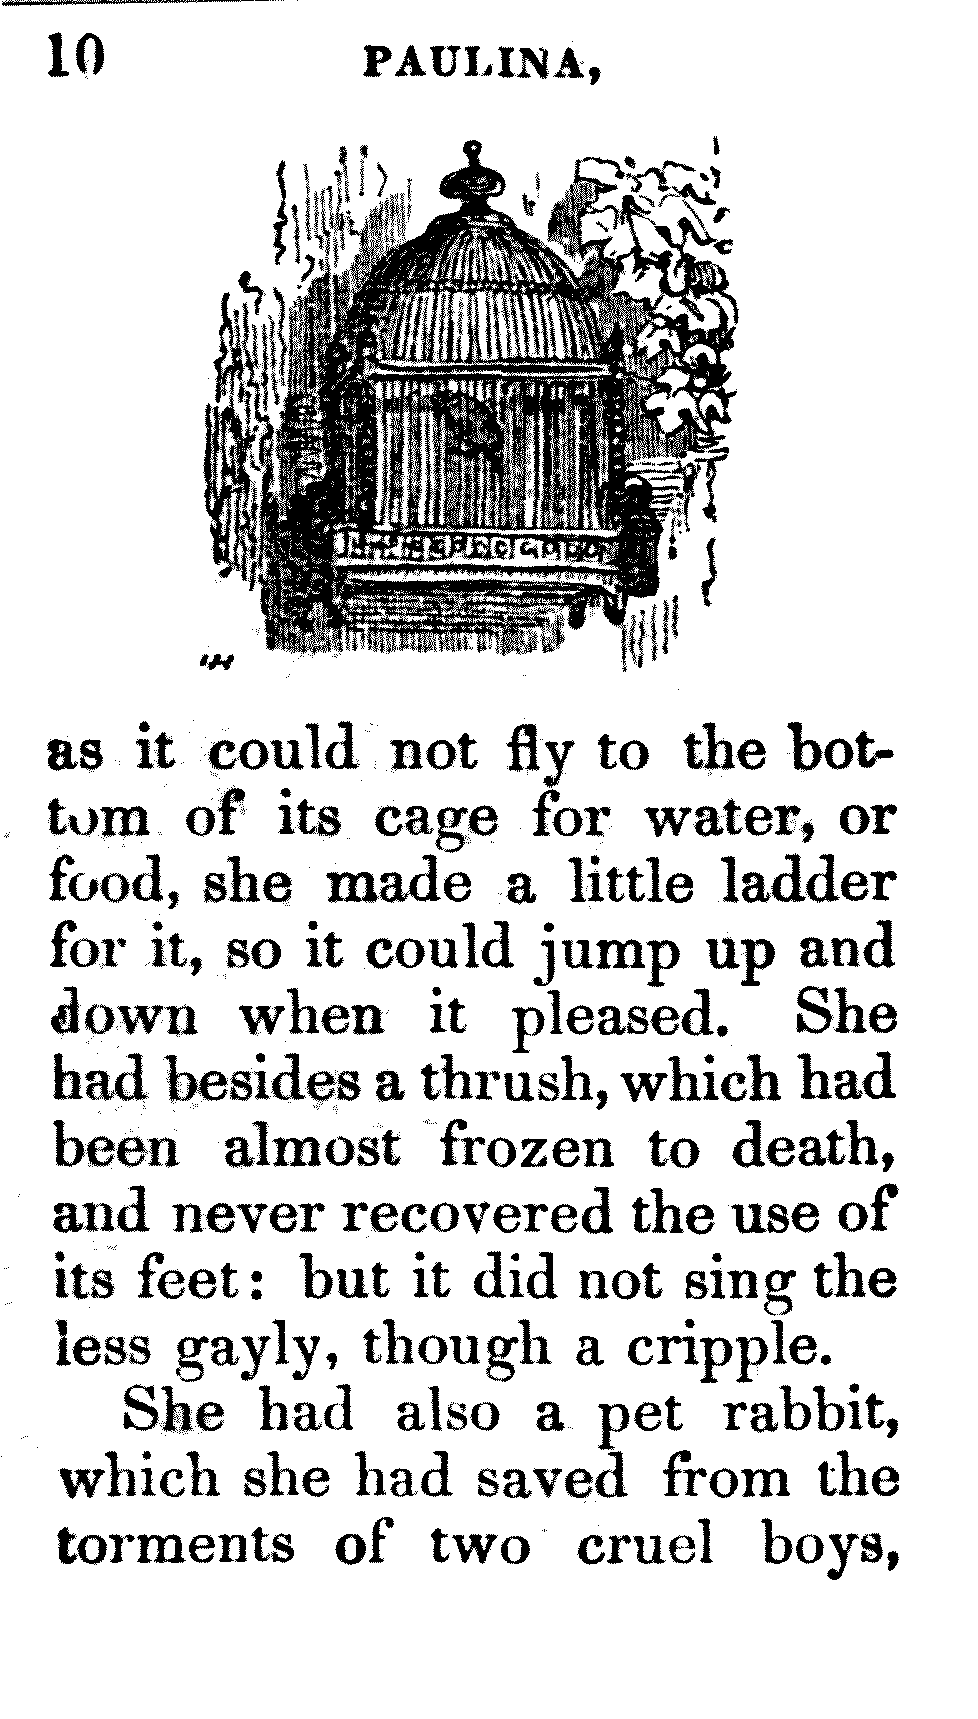 10 PAULINA,
as it could not fly to the bot-
tom of its cage for water, or
food, she made a little ladder
for it, so it could jump up and
down when it pleased. She
had besides a thrush, which had
been almost frozen to death,
and never recovered the use of
its feet: but it did not sing the
less gayly, though a cripple.
She had also a pet rabbit,
which she had saved from the
torments of two cruel boys,